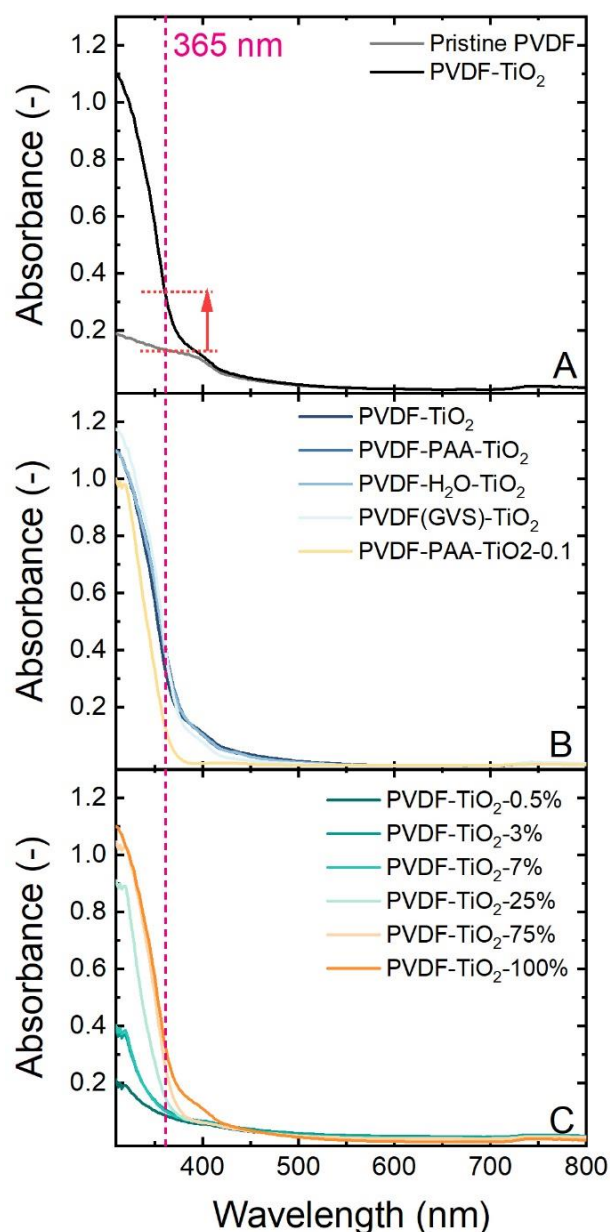 365 nm
Pristine PVDF
PVDF-TiO₂
1.2
1.0
0.8
0.6
0.4
0.2
Absorbance (-)
A
PVDF-TiO₂
PVDF-PAA-TiO₂
PVDF-H₂O-TiO₂
PVDF(GVS)-TiO₂
PVDF-PAA-TiO2-0.1
1.2
1.0
0.8
0.6
0.4
0.2
Absorbance (-)
B
PVDF-TiO₂-0.5%
PVDF-TiO₂-3%
PVDF-TiO₂-7%
PVDF-TiO₂-25%
PVDF-TiO₂-75%
PVDF-TiO₂-100%
1.2
1.0
0.8
0.6
0.4
0.2
Absorbance (-)
C
400 500 600 700 800
Wavelength (nm)